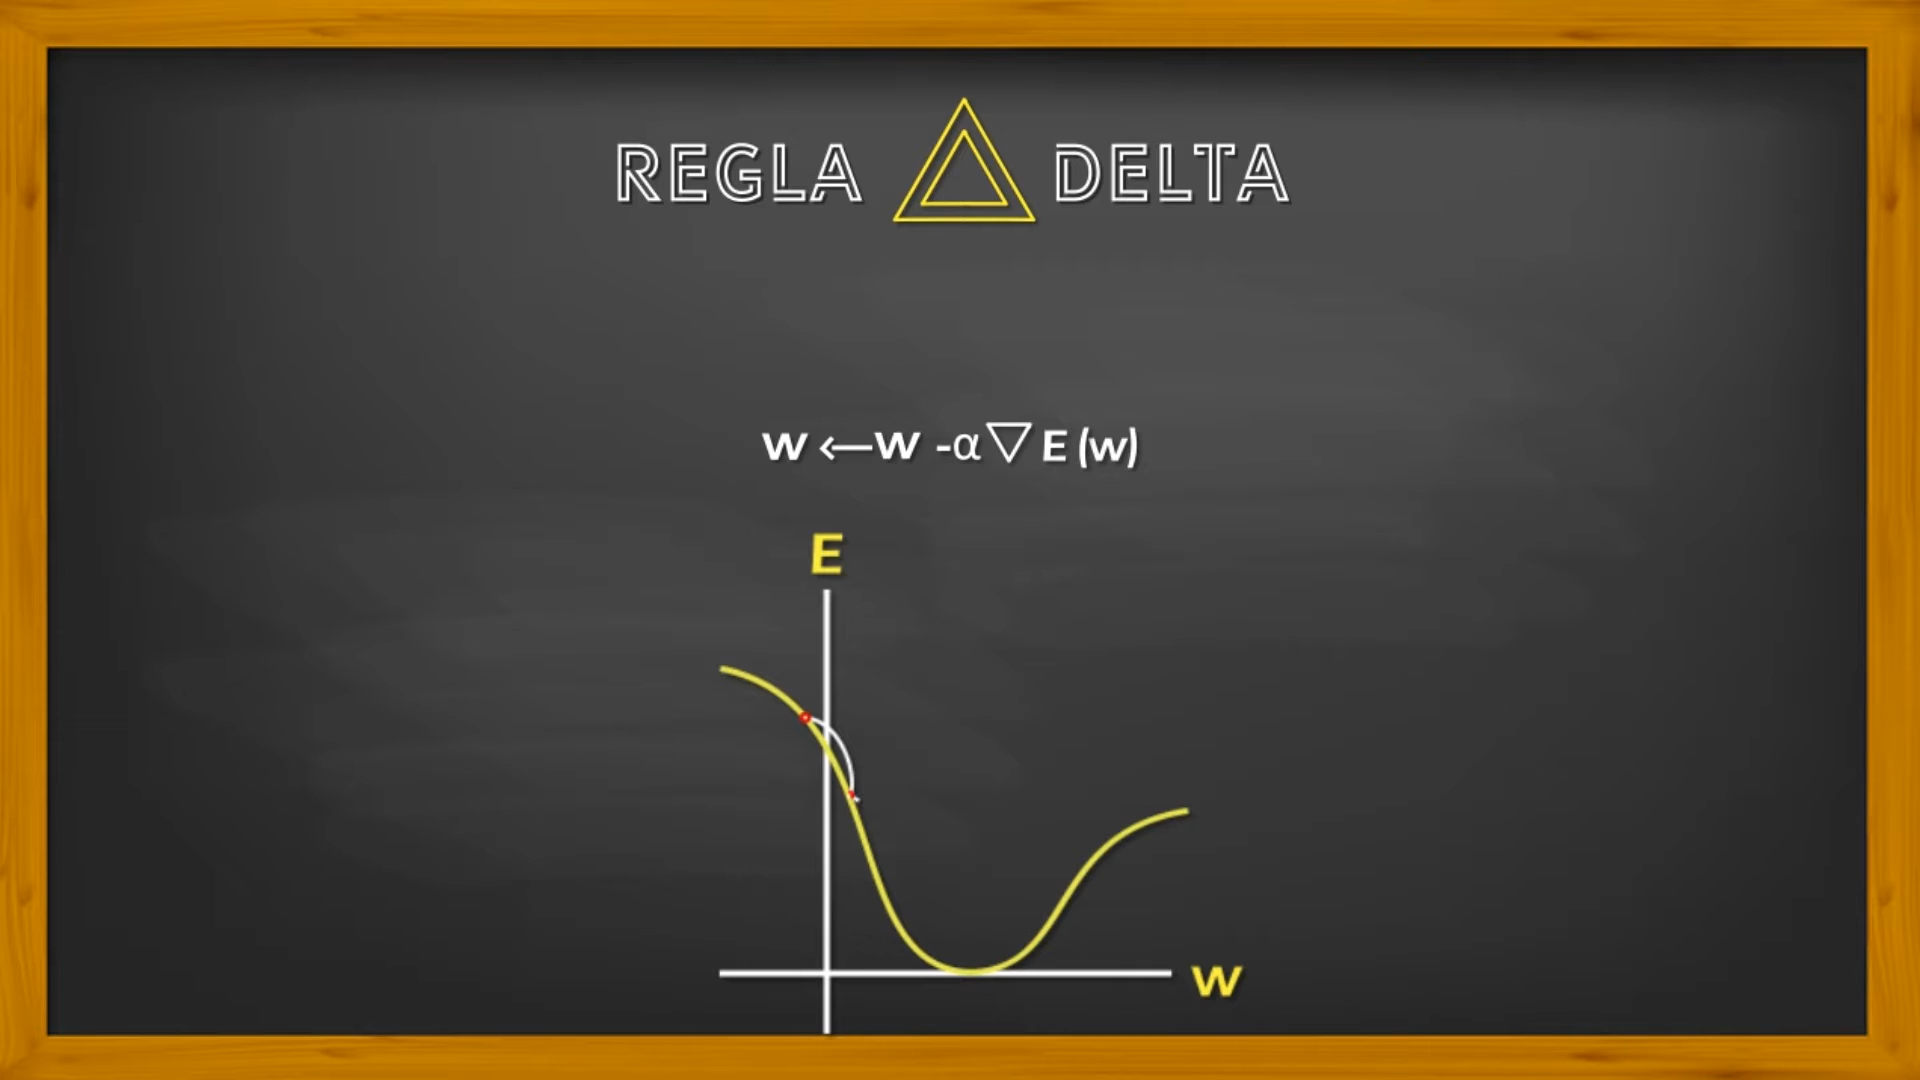 REGLA DELTA
w ←w -α▽E (w)
E
w